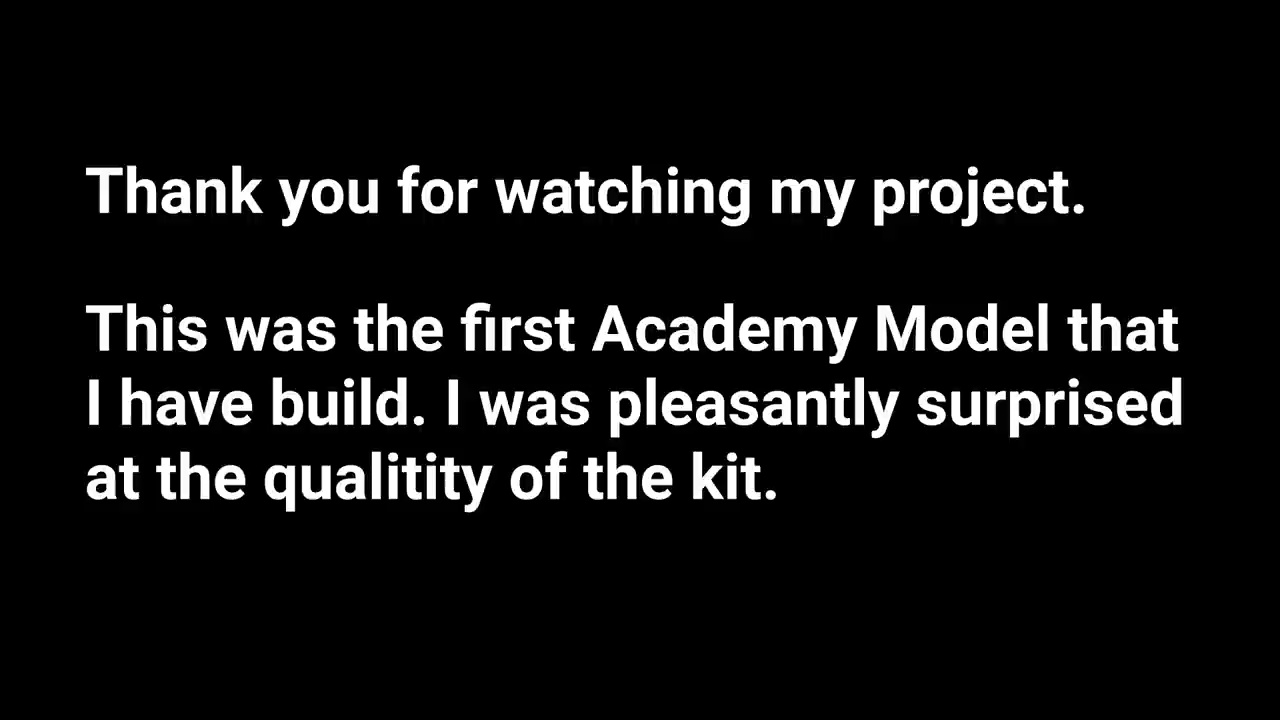 Thank you for watching my project.
This was the first Academy Model that
I have build. I was pleasantly surprised
at the qualitity of the kit.